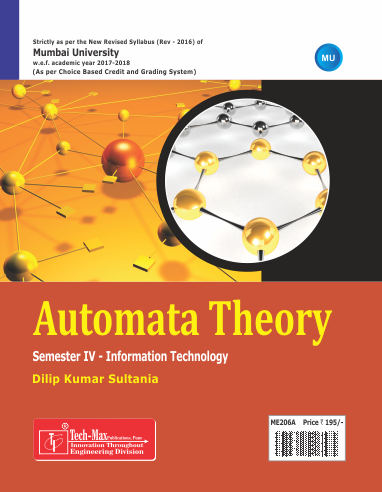 Strictly as per the New Revised Syllabus (Rev - 2016) of
Mumbai University
w.e.f. academic year 2017-2018
(As per Choice Based Credit and Grading System)
MU
Automata Theory
Semester IV - Information Technology
Dilip Kumar Sultania
®
Tech-Max Publications, Pune
Innovation Throughout
Engineering Division
ME206A Price ₹ 195/-